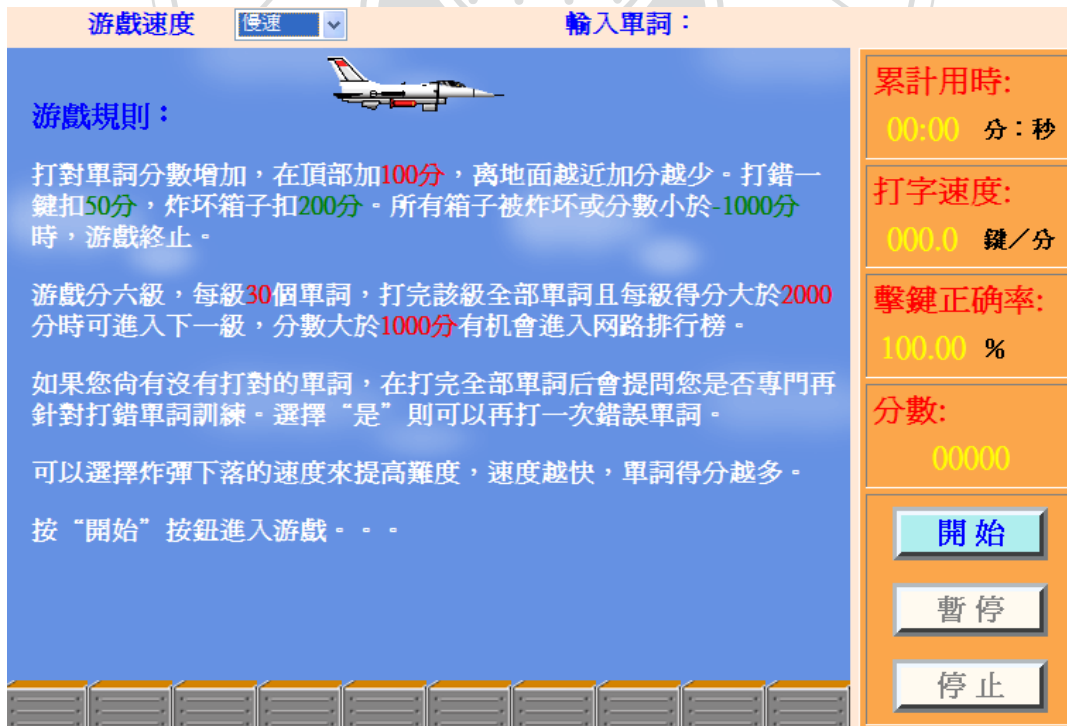 游戲速度 慢速 輸入單詞：
游戲規則：
打對單詞分數增加，在頂部加100分，离地面越近加分越少。打錯一
鍵扣50分，炸坏箱子扣200分。所有箱子被炸坏或分數小於-1000分
時，游戲終止。
游戲分六級，每級30個單詞，打完該級全部單詞且每級得分大於2000
分時可進入下一級，分數大於1000分有机會進入网路排行榜。
如果您尙有沒有打對的單詞，在打完全部單詞后會提問您是否專門再
針對打錯單詞訓練。選擇“是”則可以再打一次錯誤單詞。
可以選擇炸彈下落的速度來提高難度，速度越快，單詞得分越多。
按“開始”按鈕進入游戲。。。
累計用時:
00:00 分：秒
打字速度:
000.0 鍵／分
擊鍵正确率:
100.00 %
分數:
00000
開始
暫停
停止